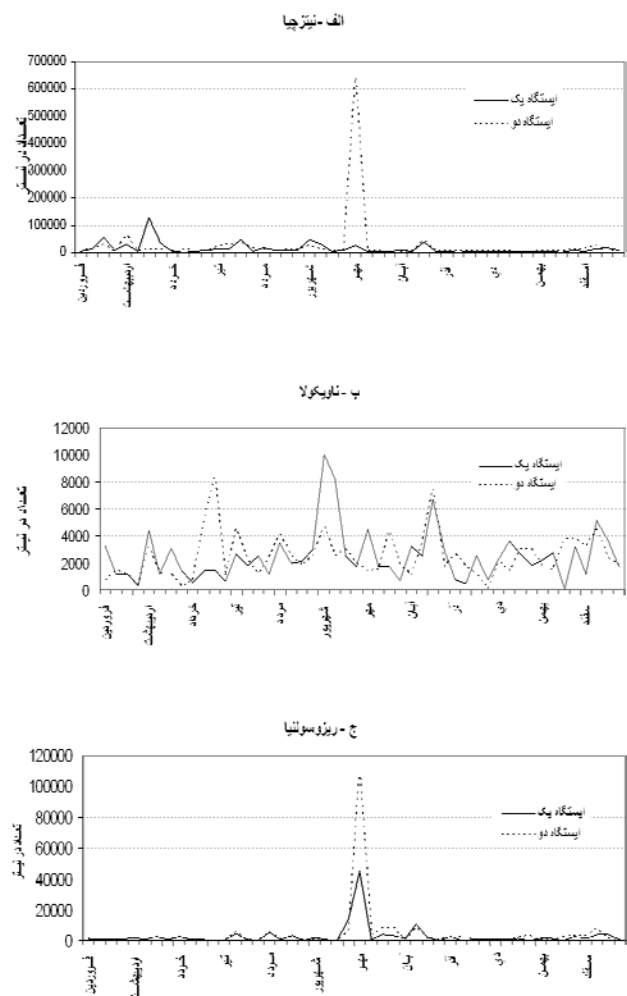 الف - نیتزچیا
700000
600000
500000
400000
300000
200000
100000
0
تعداد در لیتر
ایستگاه یک
ایستگاه دو
فروردین
اردیبهشت
خرداد
تیر
مرداد
شهریور
مهر
آبان
آذر
دی
بهمن
اسفند
ب - ناویکولا
12000
10000
8000
6000
4000
2000
0
تعداد در لیتر
ایستگاه یک
ایستگاه دو
فروردین
اردیبهشت
خرداد
تیر
مرداد
شهریور
مهر
آبان
آذر
دی
بهمن
اسفند
ج - ریزوسولنیا
120000
100000
80000
60000
40000
20000
0
تعداد در لیتر
ایستگاه یک
ایستگاه دو
فروردین
اردیبهشت
خرداد
تیر
مرداد
شهریور
مهر
آبان
آذر
دی
بهمن
اسفند